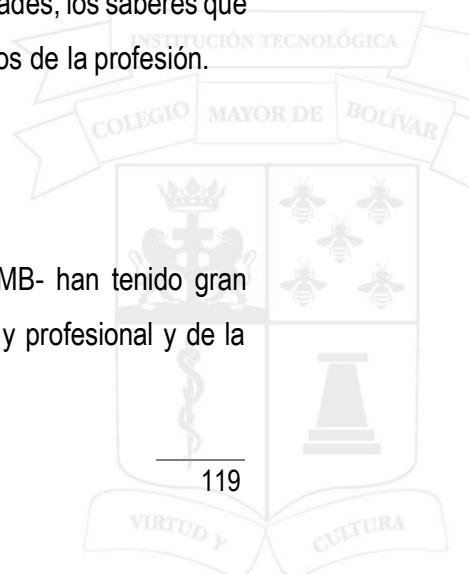 ades, los saberes que
INSTITUCIÓN TECNOLÓGICA
os de la profesión.
COLEGIO MAYOR DE BOLÍVAR
MB- han tenido gran
y profesional y de la
119
VIRTUD Y CULTURA